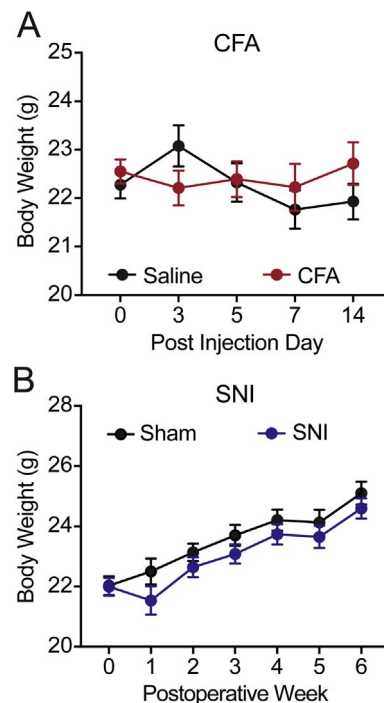 A
CFA
Body Weight (g)
25
24
23
22
21
20
Saline
CFA
0 3 5 7 14
Post Injection Day
B
SNI
Body Weight (g)
28
26
24
22
20
Sham
SNI
0 1 2 3 4 5 6
Postoperative Week